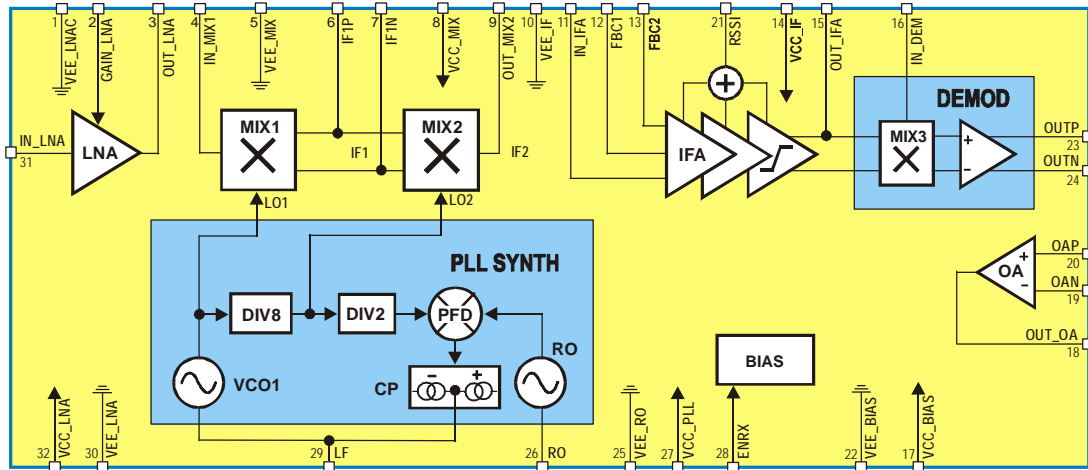 1 2 3 4 5 6 7 8 9 10 11 12 13 21 14 15 16
VEE_LNAC
GAIN_LNA
OUT_LNA
IN_MIX1
VEE_MIX
IF1P
IF1N
VCC_MIX
OUT_MIX2
VEE_IF
IN_IFA
FBC1
FBC2
RSSI
VCC_IF
OUT_IFA
IN_DEM
+
DEMOD
IN_LNA
31
LNA
MIX1
IF1
MIX2
IF2
IFA
MIX3
+
−
OUTP
23
OUTN
24
LO1
LO2
PLL SYNTH
DIV8
DIV2
PFD
RO
VCO1
CP
− +
BIAS
OA
+
−
OAP
20
OAN
19
OUT_OA
18
32
VCC_LNA
30
VEE_LNA
29
LF
26
RO
25
VEE_RO
27
VCC_PLL
28
ENRX
22
VEE_BIAS
17
VCC_BIAS